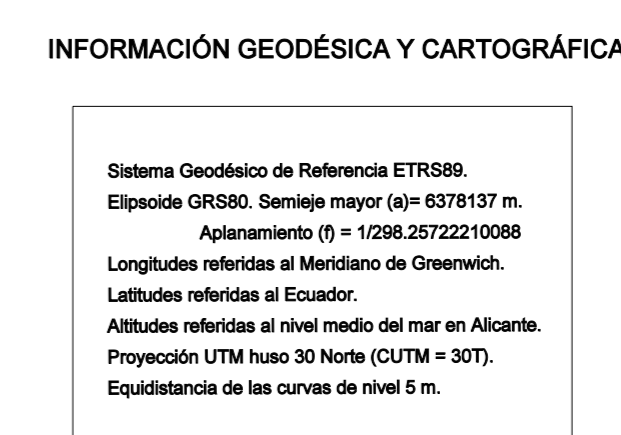 INFORMACIÓN GEODÉSICA Y CARTOGRÁFICA
Sistema Geodésico de Referencia ETRS89.
Elipsoide GRS80. Semieje mayor (a)= 6378137 m.
Aplanamiento (f) = 1/298.25722210088
Longitudes referidas al Meridiano de Greenwich.
Latitudes referidas al Ecuador.
Altitudes referidas al nivel medio del mar en Alicante.
Proyección UTM huso 30 Norte (CUTM = 30T).
Equidistancia de las curvas de nivel 5 m.